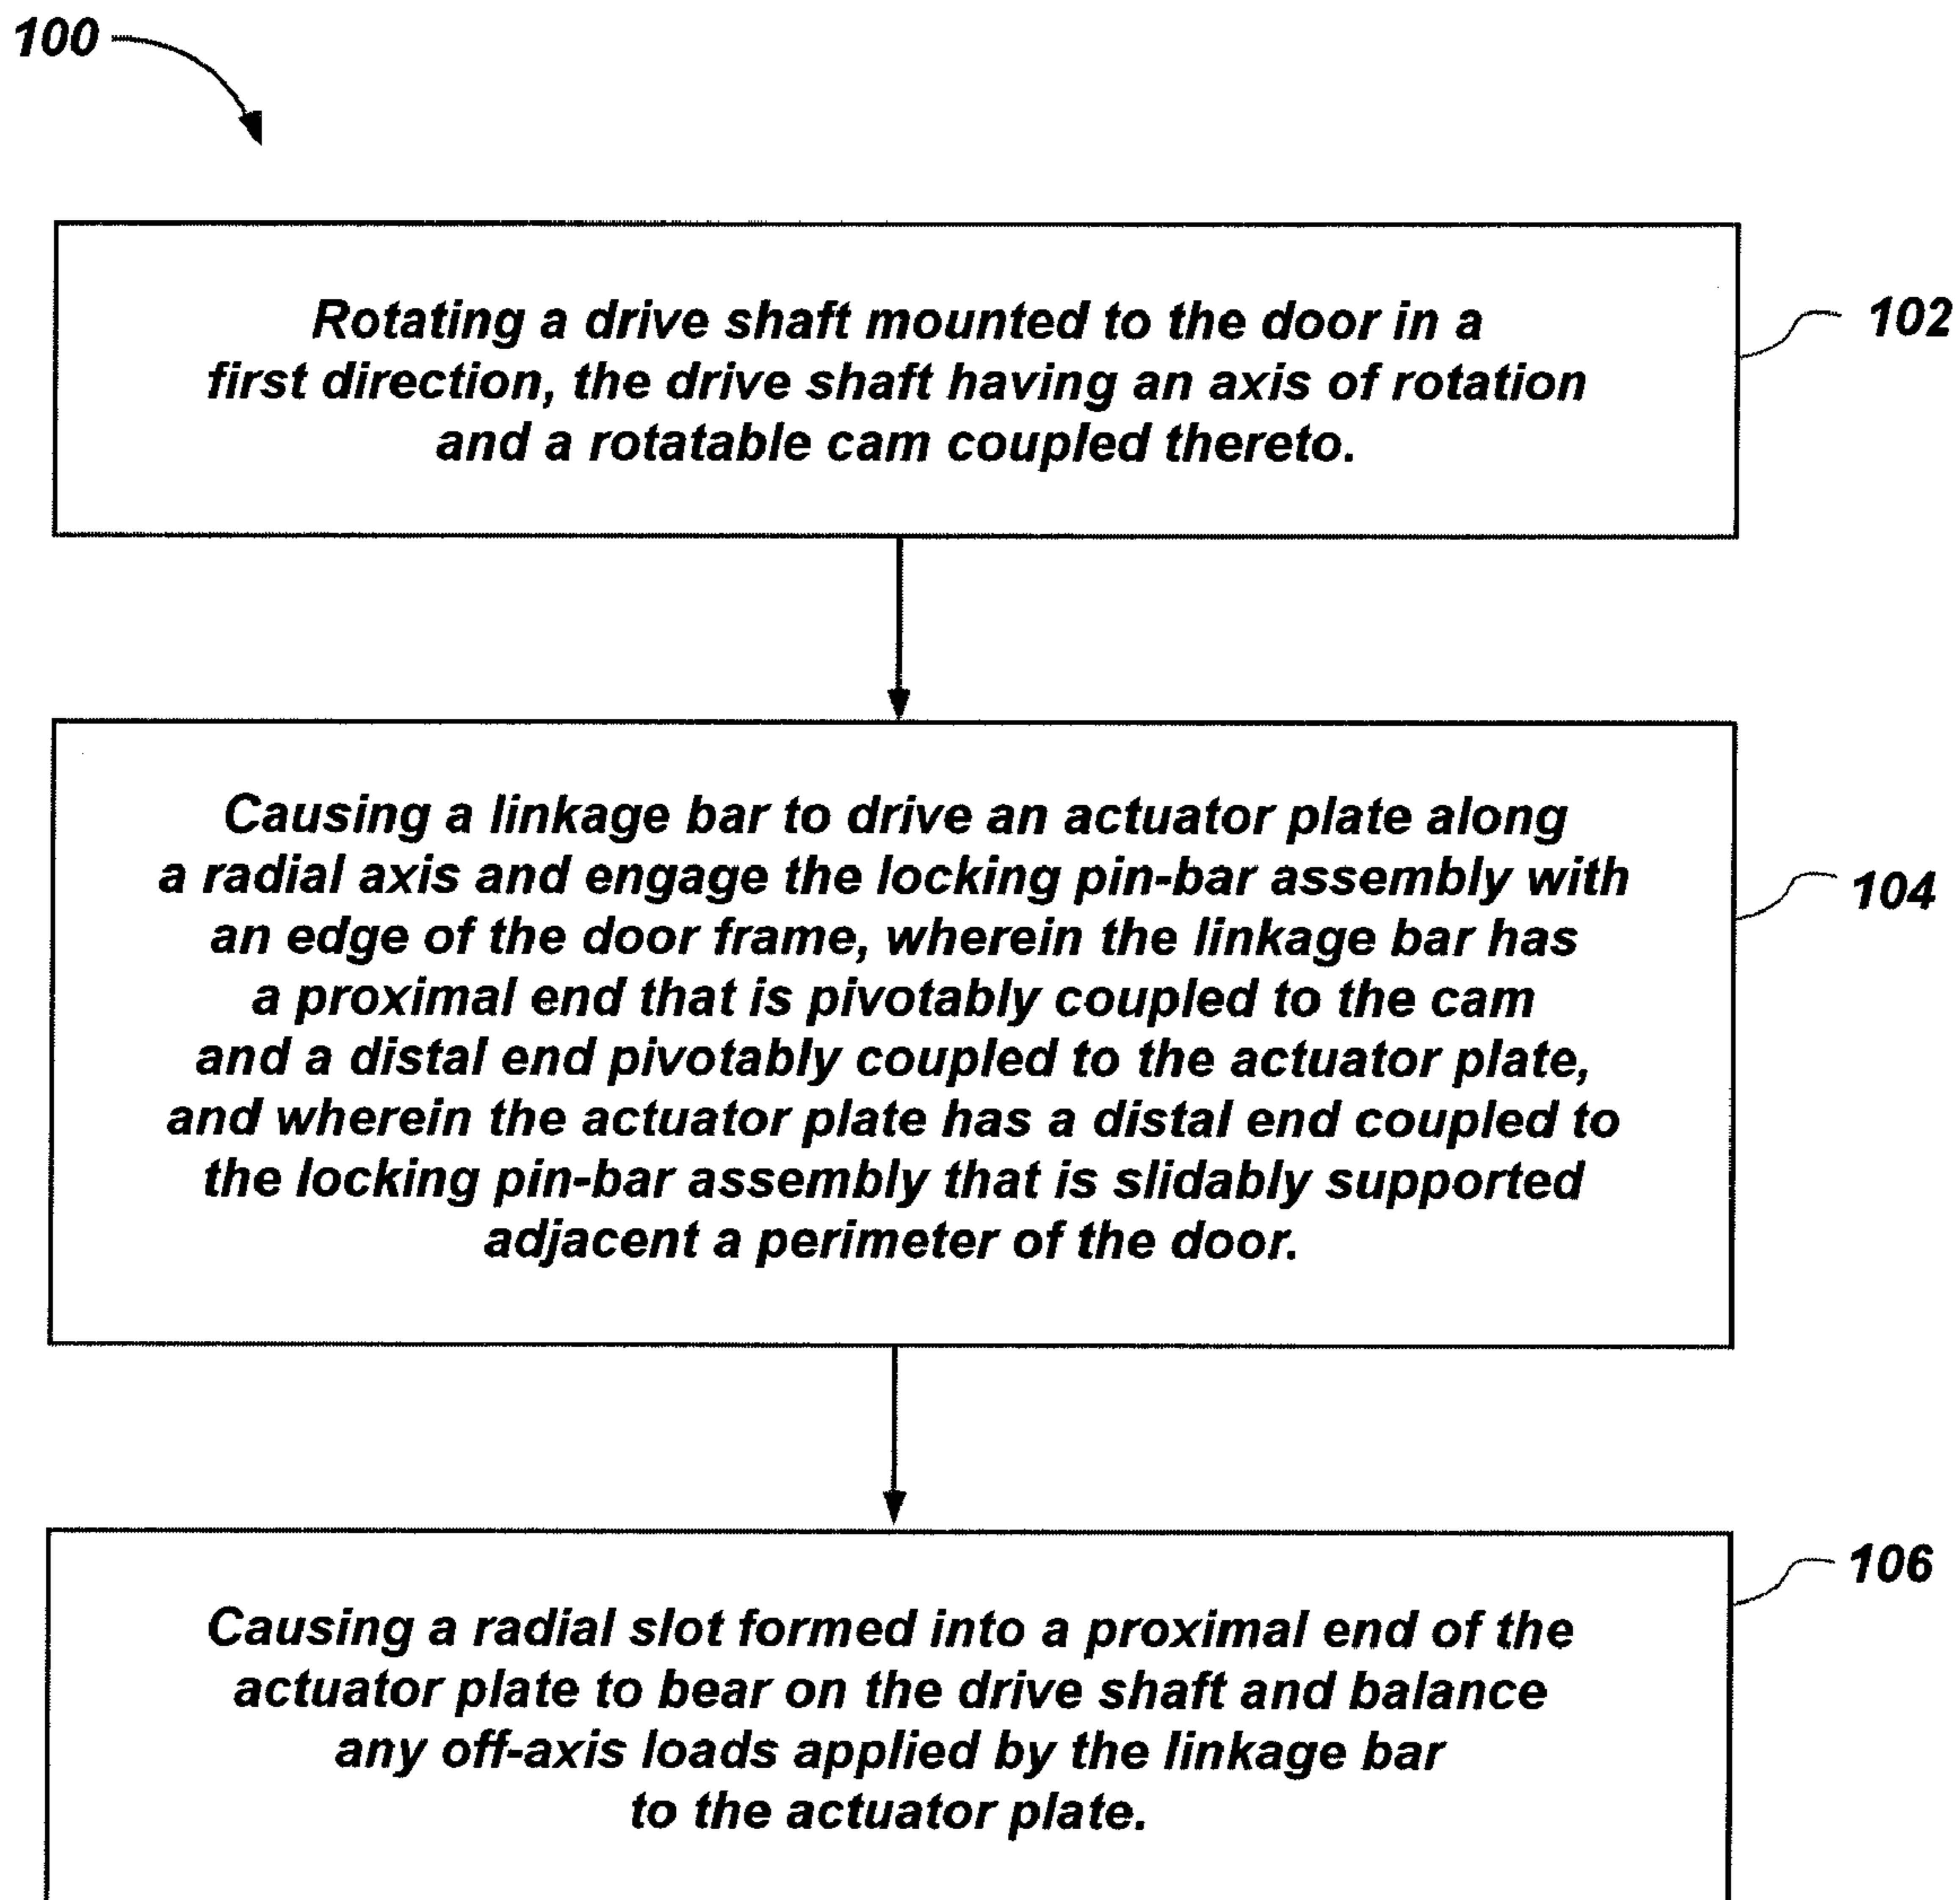 100
Rotating a drive shaft mounted to the door in a
first direction, the drive shaft having an axis of rotation
and a rotatable cam coupled thereto.
102
Causing a linkage bar to drive an actuator plate along
a radial axis and engage the locking pin-bar assembly with
an edge of the door frame, wherein the linkage bar has
a proximal end that is pivotably coupled to the cam
and a distal end pivotably coupled to the actuator plate,
and wherein the actuator plate has a distal end coupled to
the locking pin-bar assembly that is slidably supported
adjacent a perimeter of the door.
104
Causing a radial slot formed into a proximal end of the
actuator plate to bear on the drive shaft and balance
any off-axis loads applied by the linkage bar
to the actuator plate.
106